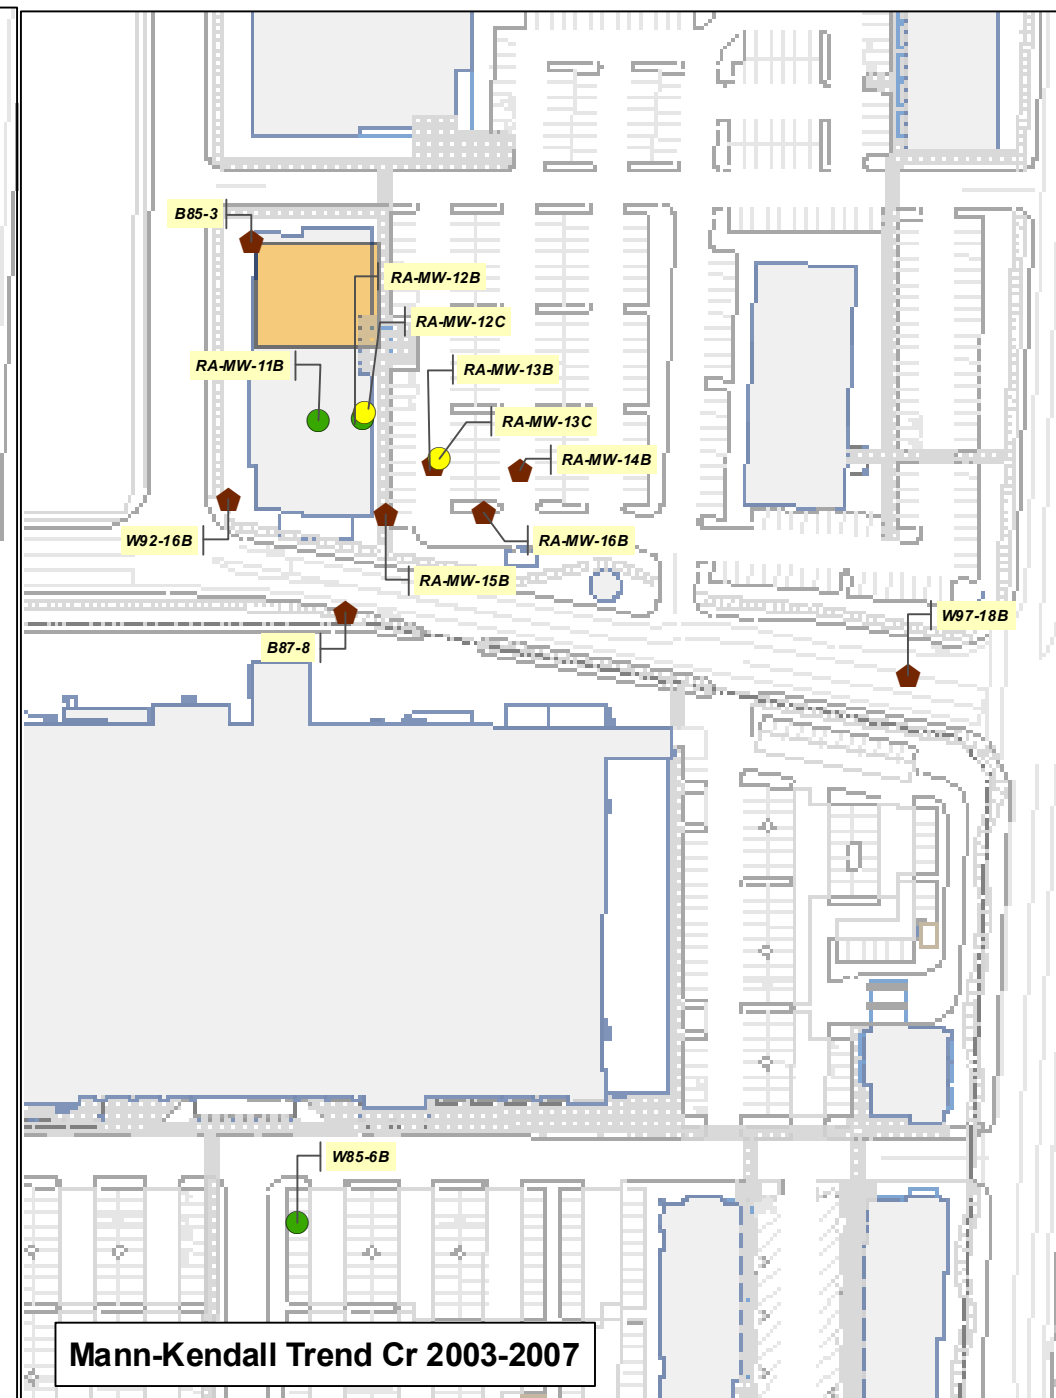 B85-3
RA-MW-12B
RA-MW-12C
RA-MW-11B
RA-MW-13B
RA-MW-13C
RA-MW-14B
W92-16B
RA-MW-16B
RA-MW-15B
W97-18B
B87-8
W85-6B
Mann-Kendall Trend Cr 2003-2007